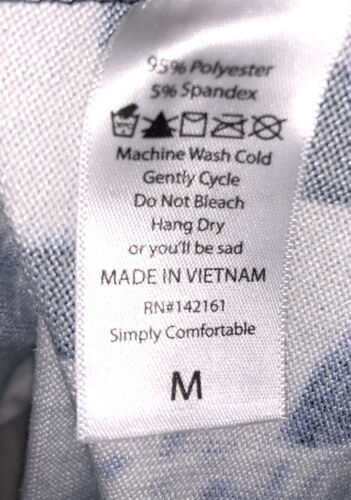 95% Polyester
5% Spandex
Machine Wash Cold
Gently Cycle
Do Not Bleach
Hang Dry
or you'll be sad
MADE IN VIETNAM
RN#142161
Simply Comfortable
M